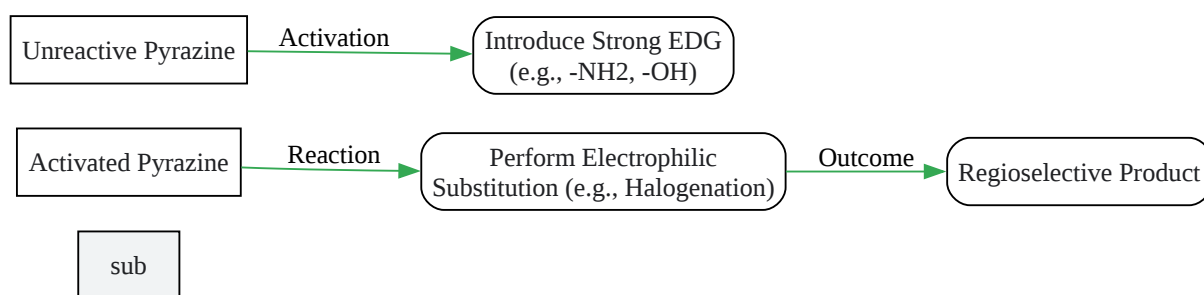 Unreactive Pyrazine
Activation
Introduce Strong EDG
(e.g., -NH2, -OH)
Activated Pyrazine
Reaction
Perform Electrophilic
Substitution (e.g., Halogenation)
Outcome
Regioselective Product
sub